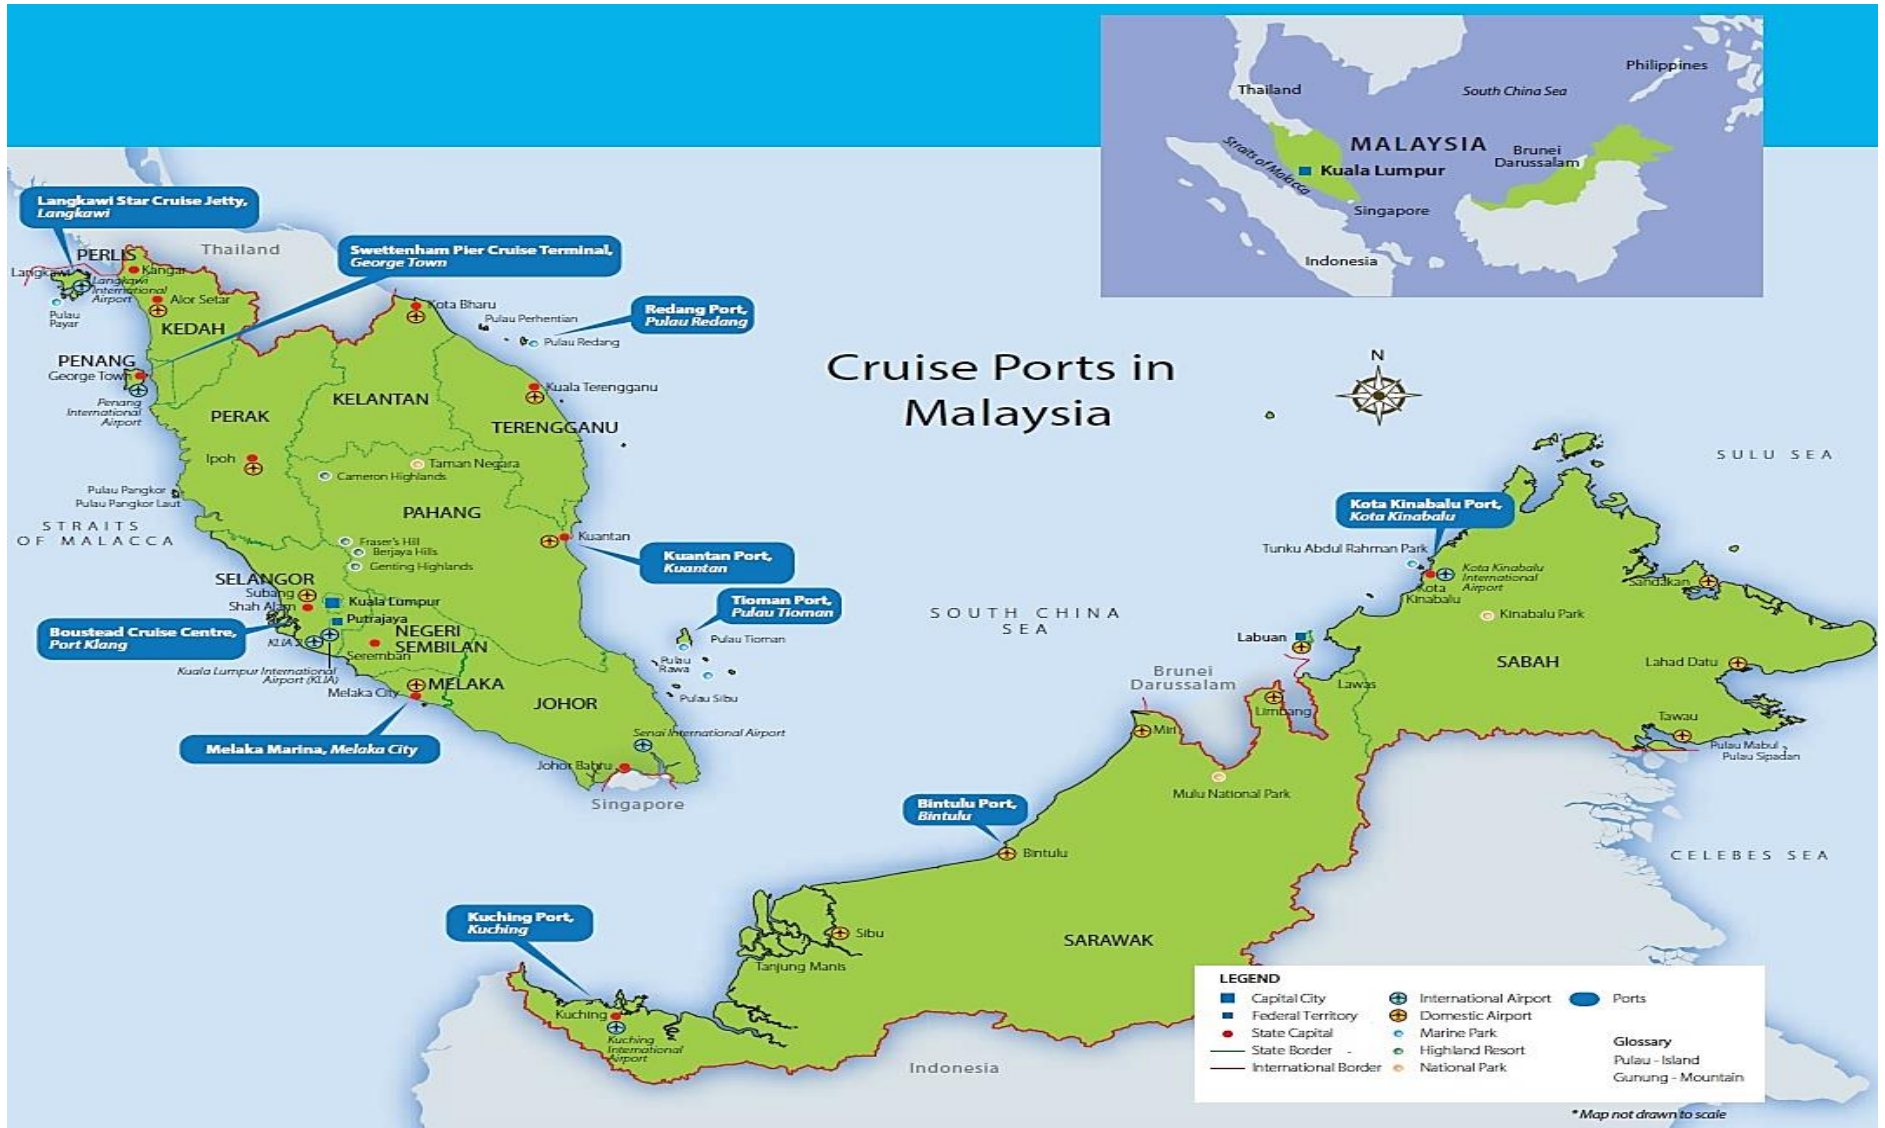 Thailand
South China Sea
Philippines
Straits of Malacca
MALAYSIA
Kuala Lumpur
Brunei
Darussalam
Singapore
Indonesia
Cruise Ports in
Malaysia
N
Langkawi Star Cruise Jetty,
Langkawi
Thailand
Swettenham Pier Cruise Terminal,
George Town
PERLIS
Langkawi
Kangar
Langkawi
International
Airport
Alor Setar
Pulau
Payar
KEDAH
Kota Bharu
Pulau Perhentian
Redang Port,
Pulau Redang
Pulau Redang
PENANG
George Town
Penang
International
Airport
PERAK
KELANTAN
Kuala Terengganu
TERENGGANU
Ipoh
Taman Negara
Cameron Highlands
Pulau Pangkor
Pulau Pangkor Laut
STRAITS
OF MALACCA
PAHANG
Kuantan
Fraser's Hill
Berjaya Hills
Genting Highlands
Kuantan Port,
Kuantan
SELANGOR
Subang
Shah Alam
Kuala Lumpur
Putrajaya
Tioman Port,
Pulau Tioman
Boustead Cruise Centre,
Port Klang
KLIA 2
NEGERI
SEMBILAN
Seremban
Pulau Tioman
Pulau
Rawa
Pulau Sibu
Kuala Lumpur International
Airport (KLIA)
Melaka City
MELAKA
JOHOR
Senai International Airport
Melaka Marina, Melaka City
Johor Bahru
Singapore
SOUTH CHINA
SEA
SULU SEA
Kota Kinabalu Port,
Kota Kinabalu
Tunku Abdul Rahman Park
Kota Kinabalu
International
Airport
Kota
Kinabalu
Sandakan
Kinabalu Park
Labuan
SABAH
Lahad Datu
Brunei
Darussalam
Lawas
Limbang
Miri
Tawau
Pulau Mabul
Pulau Sipadan
Mulu National Park
Bintulu Port,
Bintulu
Bintulu
CELEBES SEA
Kuching Port,
Kuching
Sibu
SARAWAK
Tanjung Manis
Kuching
Kuching
International
Airport
Indonesia
LEGEND
Capital City
Federal Territory
State Capital
State Border
International Border
International Airport
Domestic Airport
Marine Park
Highland Resort
National Park
Ports
Glossary
Pulau - Island
Gunung - Mountain
* Map not drawn to scale